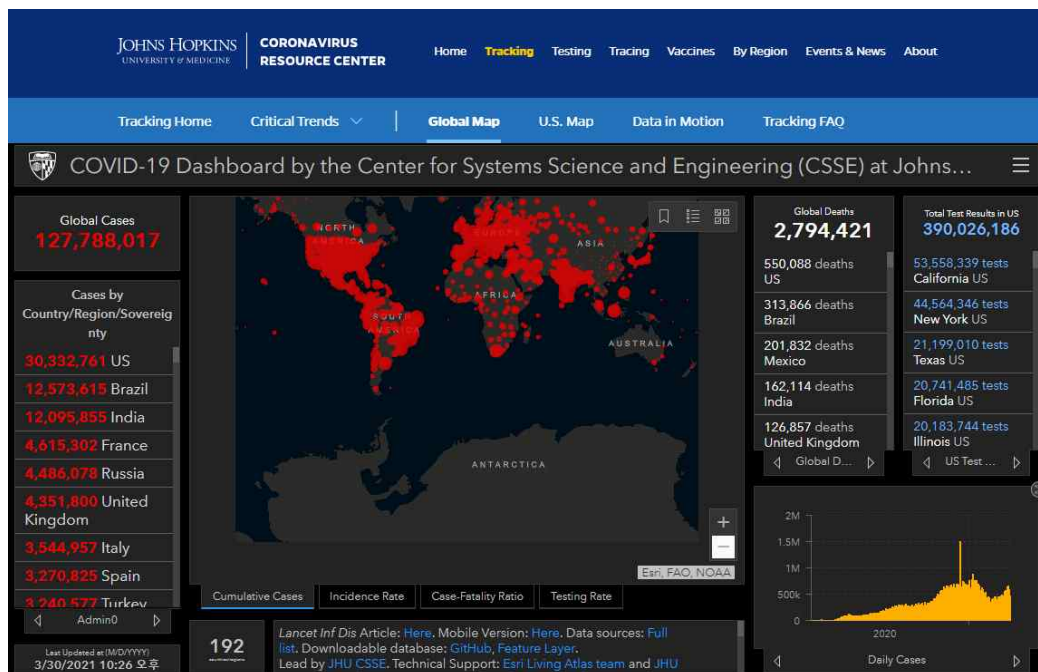 JOHNS HOPKINS
UNIVERSITY & MEDICINE
CORONAVIRUS
RESOURCE CENTER
Home
Tracking
Testing
Tracing
Vaccines
By Region
Events & News
About
Tracking Home
Critical Trends
Global Map
U.S. Map
Data in Motion
Tracking FAQ
COVID-19 Dashboard by the Center for Systems Science and Engineering (CSSE) at Johns...
Global Cases
127,788,017
Cases by
Country/Region/Sovereig
nty
30,332,761 US
12,573,615 Brazil
12,095,855 India
4,615,302 France
4,486,078 Russia
4,351,800 United
Kingdom
3,544,957 Italy
3,270,825 Spain
3,240,577 Turkey
Admin0
Last Updated at (M/D/YYYY)
3/30/2021 10:26 오후
NORTH
AMERICA
EUROPE
ASIA
AFRICA
SOUTH
AMERICA
AUSTRALIA
ANTARCTICA
+
−
Esri, FAO, NOAA
Cumulative Cases
Incidence Rate
Case-Fatality Ratio
Testing Rate
192
Lancet Inf Dis Article: Here. Mobile Version: Here. Data sources: Full
list. Downloadable database: GitHub, Feature Layer.
Lead by JHU CSSE. Technical Support: Esri Living Atlas team and JHU
Global Deaths
2,794,421
550,088 deaths
US
313,866 deaths
Brazil
201,832 deaths
Mexico
162,114 deaths
India
126,857 deaths
United Kingdom
Global D...
Total Test Results in US
390,026,186
53,558,339 tests
California US
44,564,346 tests
New York US
21,199,010 tests
Texas US
20,741,485 tests
Florida US
20,183,744 tests
Illinois US
US Test ...
2M
1.5M
1M
500k
0
2020
Daily Cases